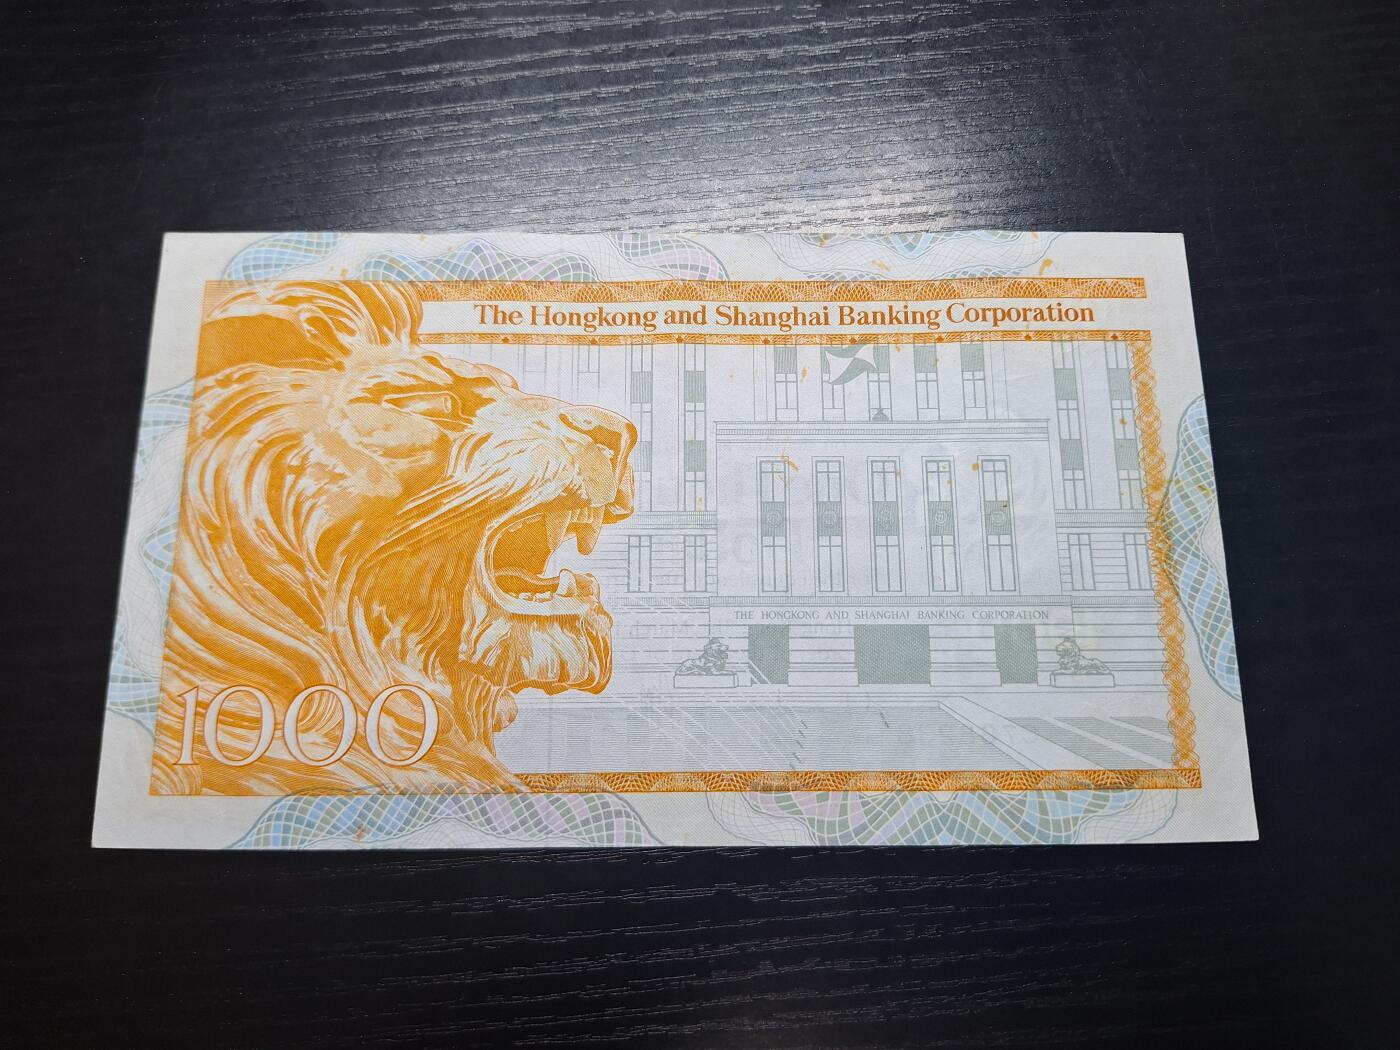 The Hongkong and Shanghai Banking Corporation
THE HONGKONG AND SHANGHAI BANKING CORPORATION
1000